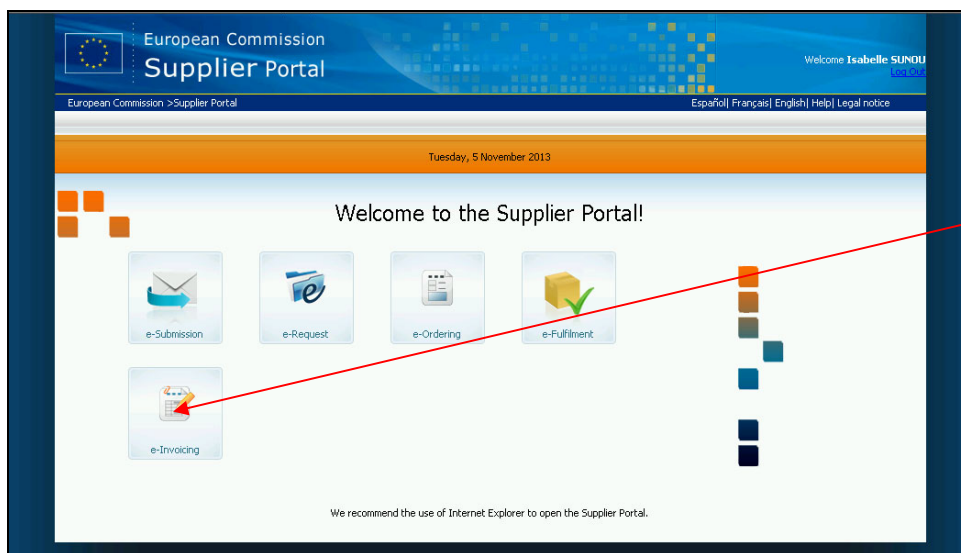 European Commission
Supplier Portal
Welcome Isabelle SUNDU
Log Out
European Commission >Supplier Portal
Español| Français| English| Help| Legal notice
Tuesday, 5 November 2013
Welcome to the Supplier Portal!
e-Submission
e-Request
e-Ordering
e-Fulfilment
e-Invoicing
We recommend the use of Internet Explorer to open the Supplier Portal.